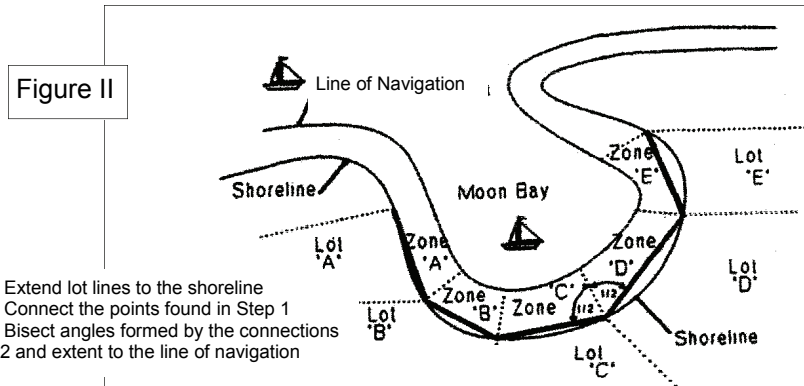 Figure II
Line of Navigation
Shoreline
Moon Bay
Zone
"E"
Lot
"E"
Lot
"A"
Zone
"A"
Zone
"D"
Lot
"D"
Extend lot lines to the shoreline
Connect the points found in Step 1
Bisect angles formed by the connections
2 and extent to the line of navigation
Lot
"B"
Zone
"B"
Zone
"C"
1/2
1/2
Shoreline
Lot
"C"